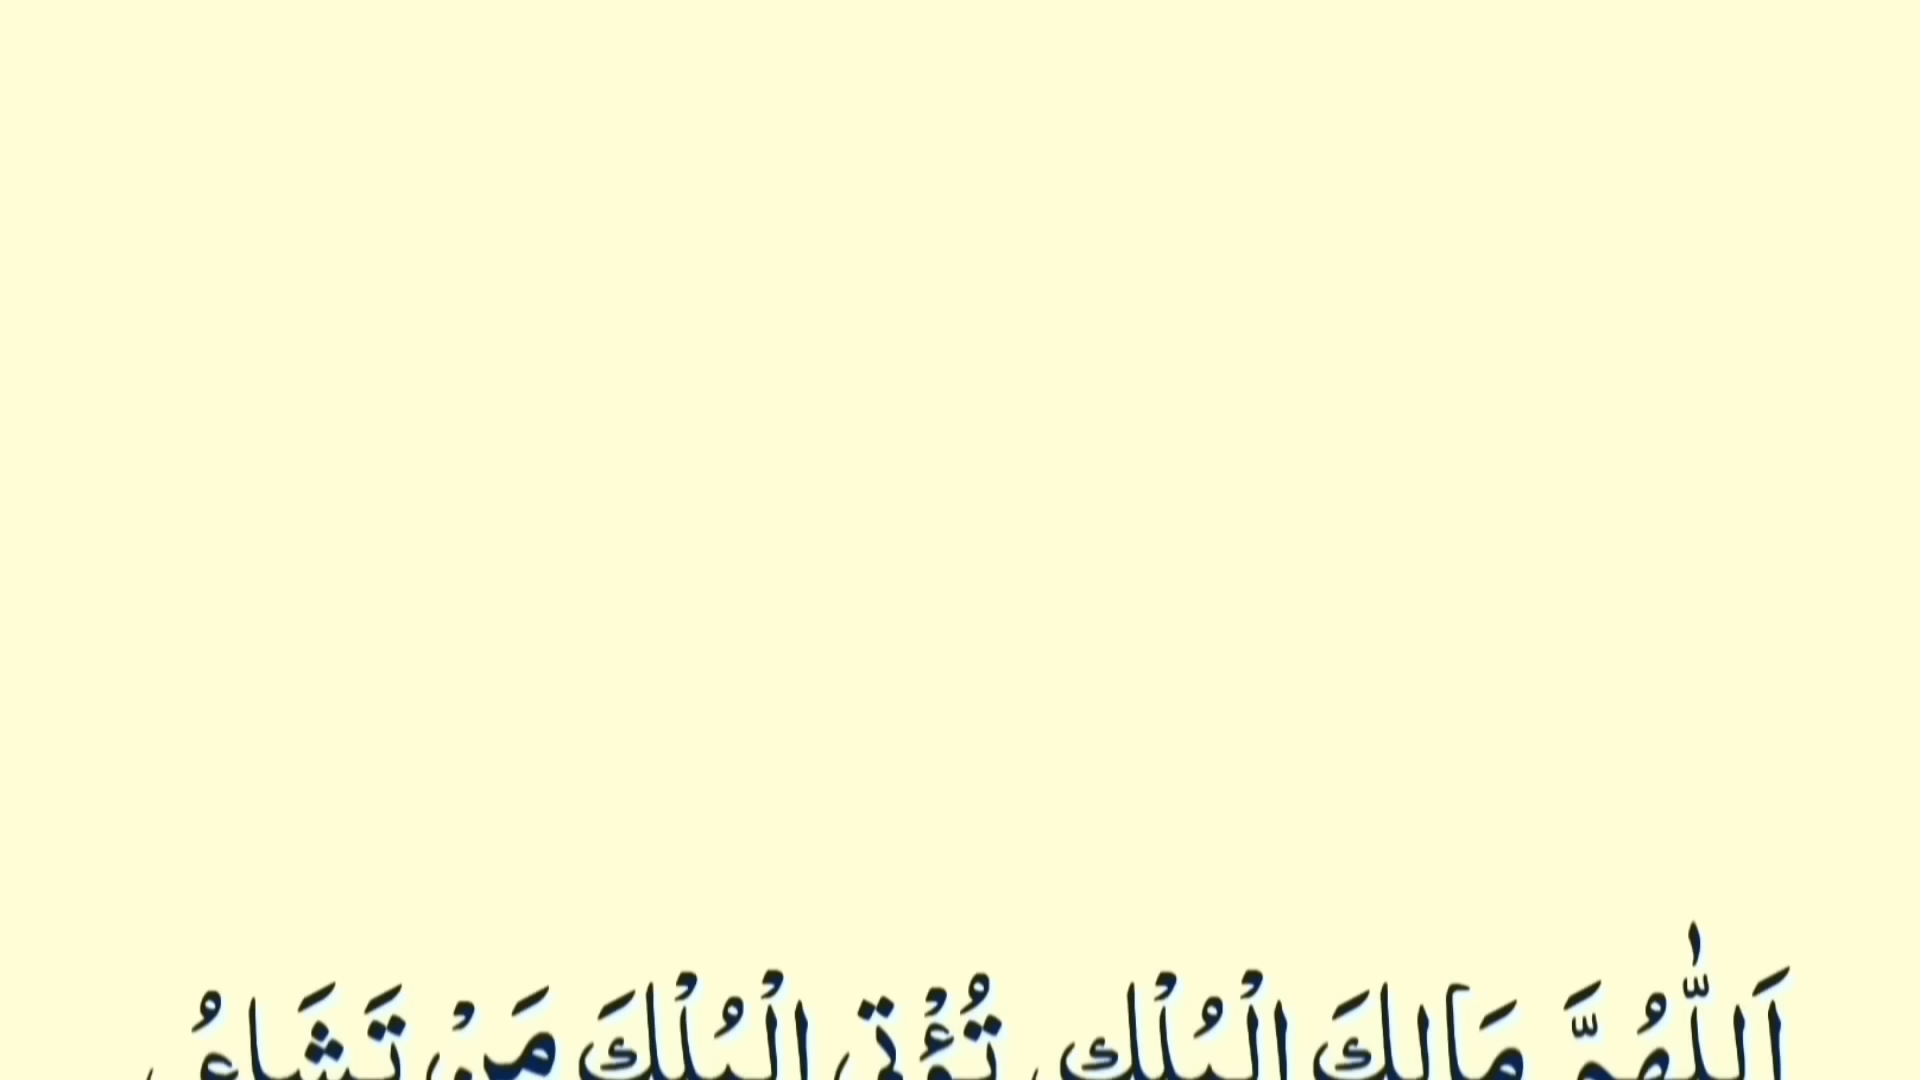 اَللّٰهُمَّ مَالِكَ الْمُلْكِ تُؤْتِي الْمُلْكَ مَنْ تَشَاءُ